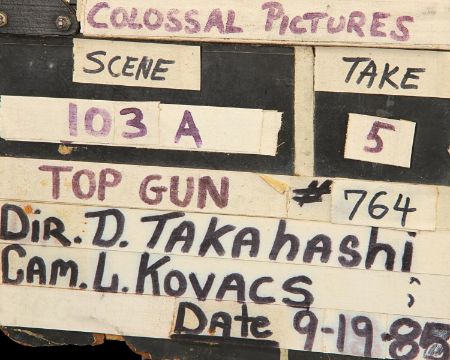 COLOSSAL PICTURES
SCENE TAKE
103 A 5
TOP GUN # 764
DIR. D. TAKAhAShi
CAM. L. KOVACS ;
DAte 9-19-85